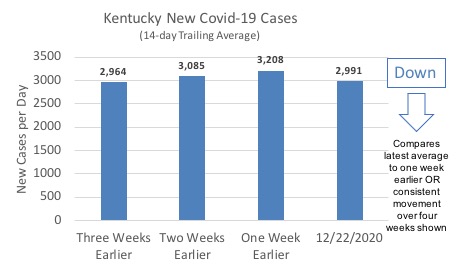 Kentucky New Covid-19 Cases
(14-day Trailing Average)
New Cases per Day
3500
3000
2500
2000
1500
1000
500
0
2,964
3,085
3,208
2,991
Three Weeks
Earlier
Two Weeks
Earlier
One Week
Earlier
12/22/2020
Down
Compares
latest average
to one week
earlier OR
consistent
movement
over four
weeks shown